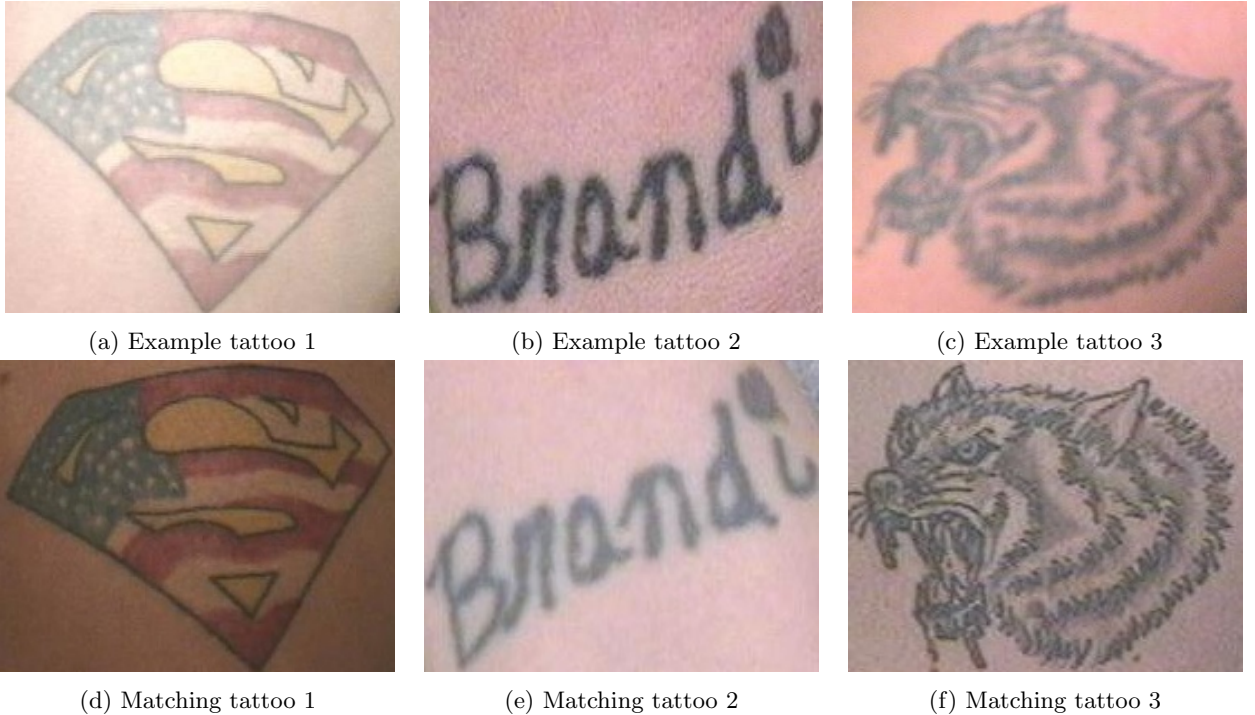 Brandi
(a) Example tattoo 1
(b) Example tattoo 2
(c) Example tattoo 3
Brandi
(d) Matching tattoo 1
(e) Matching tattoo 2
(f) Matching tattoo 3